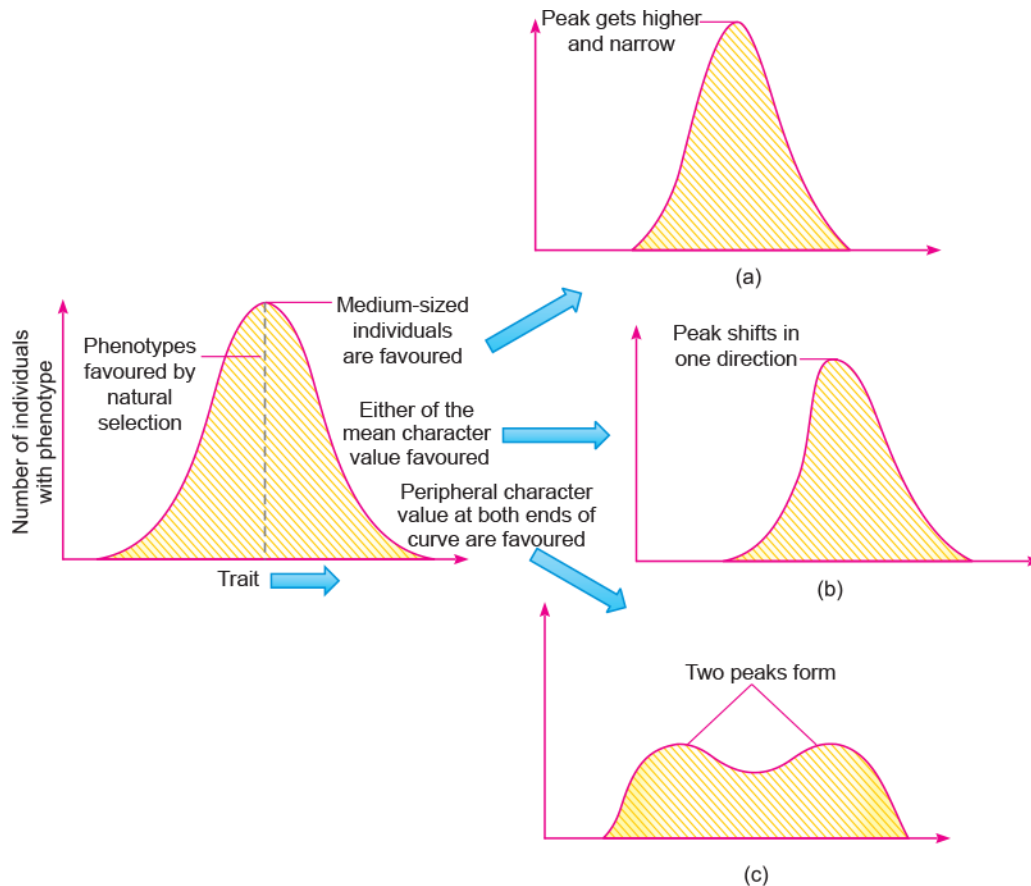 Peak gets higher
and narrow
(a)
Number of individuals
with phenotype
Phenotypes
favoured by
natural
selection
Medium-sized
individuals
are favoured
Either of the
mean character
value favoured
Peripheral character
value at both ends of
curve are favoured
Trait
Peak shifts in
one direction
(b)
Two peaks form
(c)